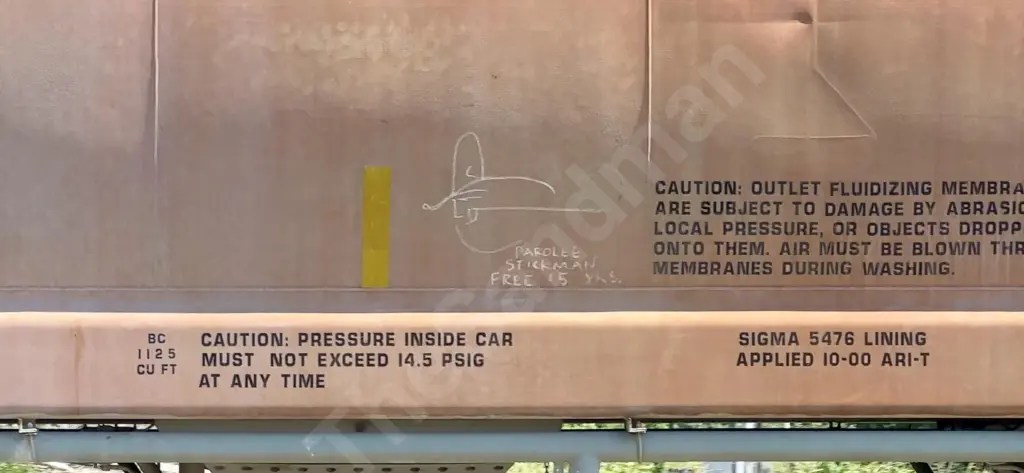 CAUTION: OUTLET FLUIDIZING MEMBRA
ARE SUBJECT TO DAMAGE BY ABRASIO
LOCAL PRESSURE, OR OBJECTS DROPP
ONTO THEM. AIR MUST BE BLOWN THR
MEMBRANES DURING WASHING.
PAROLEE
STICKMAN
FREE 15 YRS.
BC
1125
CU FT
CAUTION: PRESSURE INSIDE CAR
MUST NOT EXCEED 14.5 PSIG
AT ANY TIME
SIGMA 5476 LINING
APPLIED 10-00 ARI-T
TheSandman